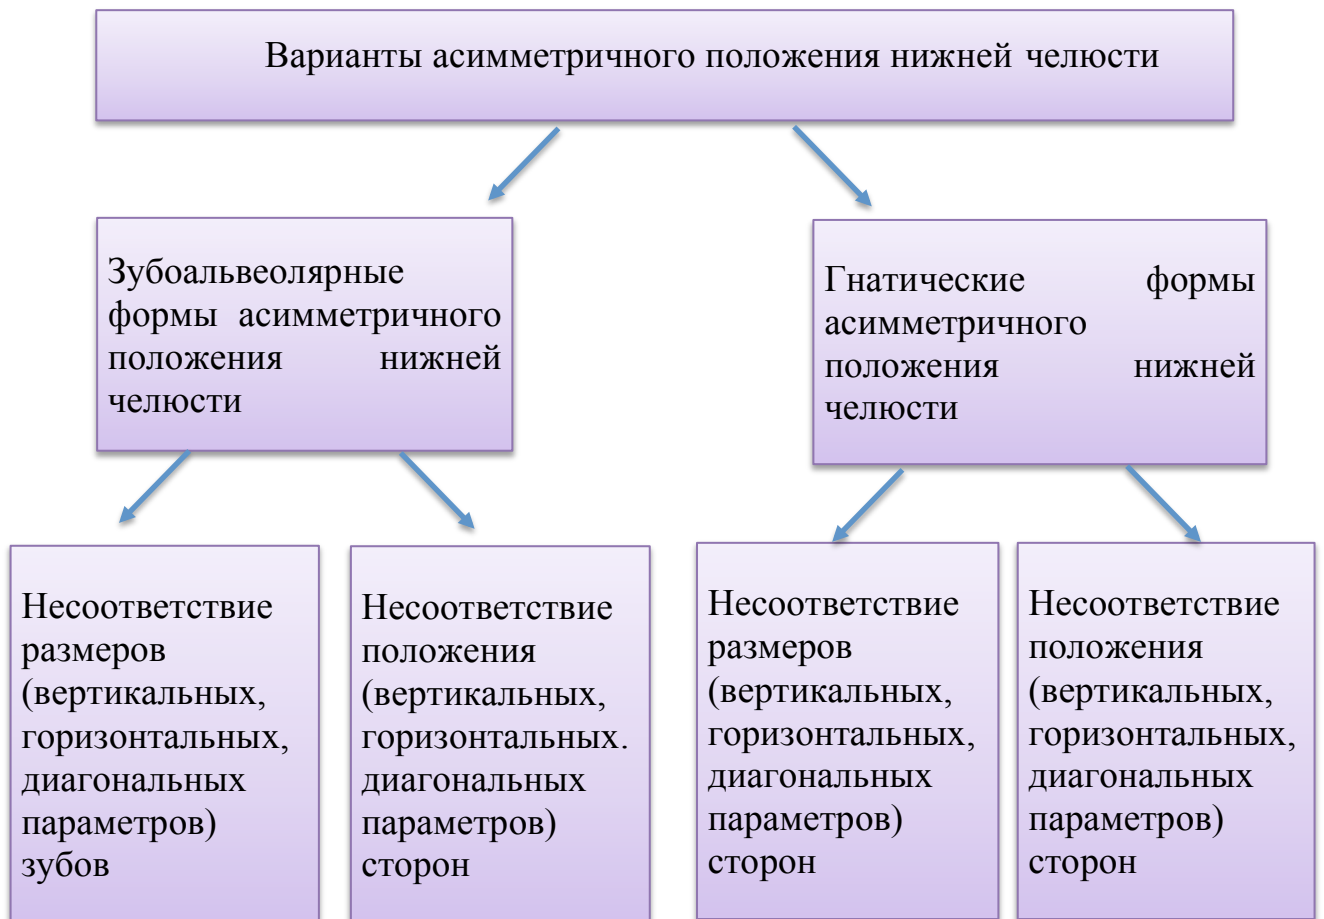 Варианты асимметричного положения нижней челюсти
Зубоальвеолярные
формы асимметричного
положения нижней
челюсти
Гнатические формы
асимметричного
положения нижней
челюсти
Несоответствие
размеров
(вертикальных,
горизонтальных,
диагональных
параметров)
зубов
Несоответствие
положения
(вертикальных,
горизонтальных.
диагональных
параметров)
сторон
Несоответствие
размеров
(вертикальных,
горизонтальных,
диагональных
параметров)
сторон
Несоответствие
положения
(вертикальных,
горизонтальных,
диагональных
параметров)
сторон